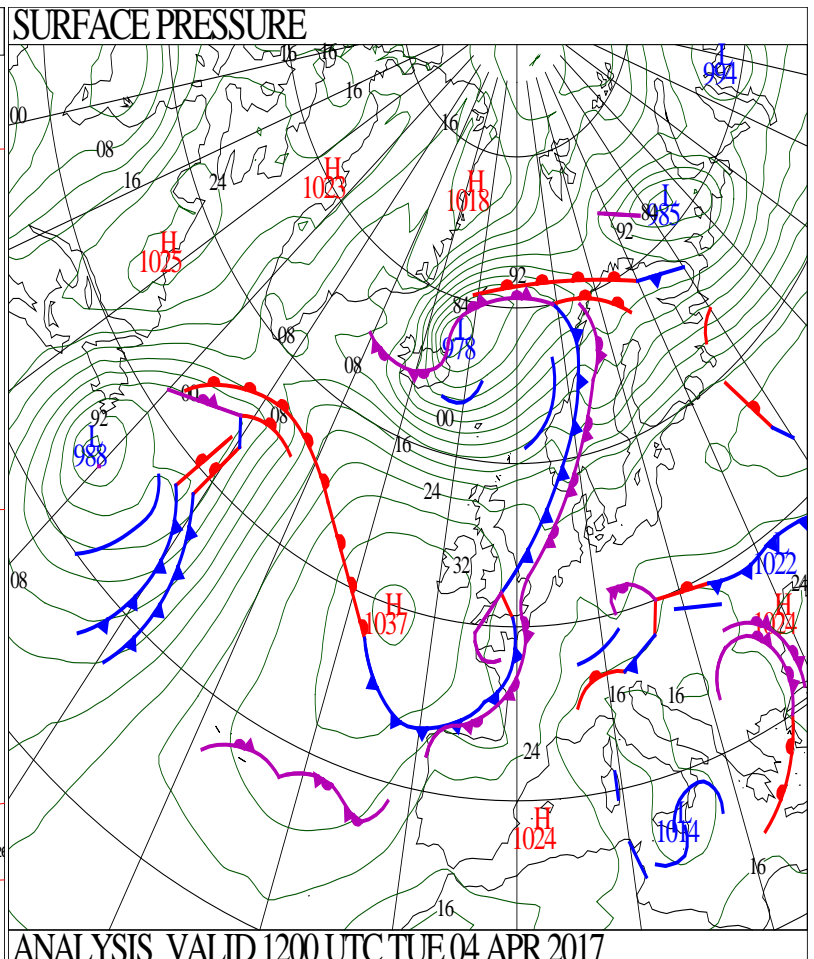 SURFACE PRESSURE
16 16
L
994
16
00
16
08
H
1023
16
24
H
1018
L
985
92
H
1025
92
84
L
978
08
08
00
08
92
L
988
00
16
24
32
L
1022
08
24
H
1037
H
1024
16
16
24
L
1014
H
1024
16
16
ANALYSIS VALID 1200 UTC TUE 04 APR 2017